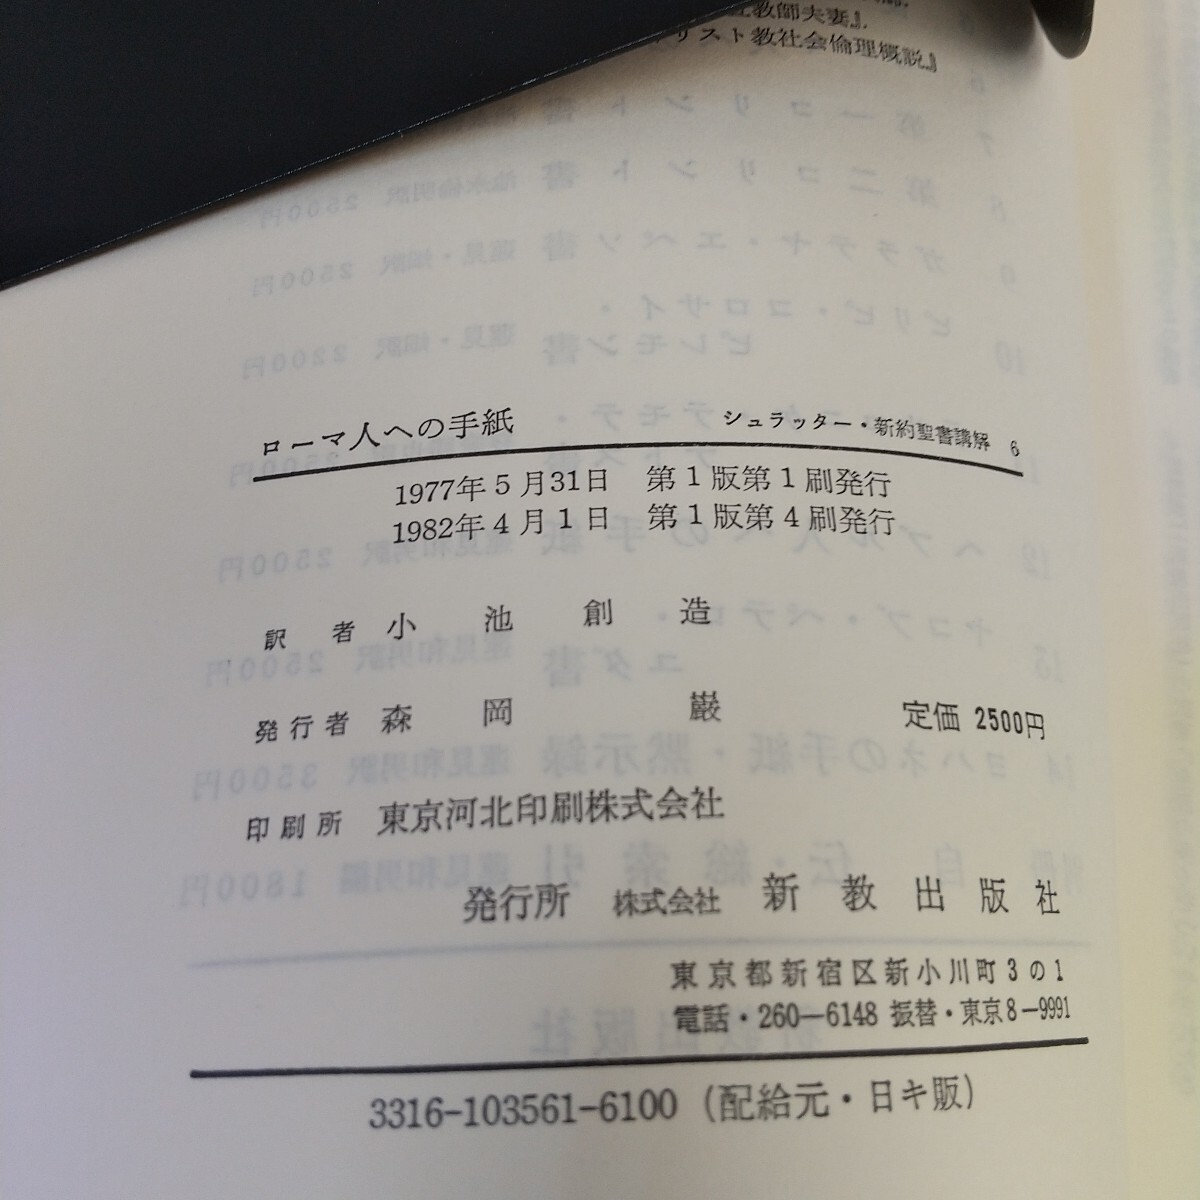 教師夫妻』.
リスト教社会倫理概説』
ローマ人への手紙　シュラッター・新約聖書講解 6
1977年5月31日　第1版第1刷発行
1982年4月1日　第1版第4刷発行
訳者 小池創造
発行者 森岡巌　定価 2500円
印刷所 東京河北印刷株式会社
発行所 株式会社 新教出版社
東京都新宿区新小川町3の1
電話・260—6148 振替・東京8—9991
3316-103561-6100（配給元・日キ販）